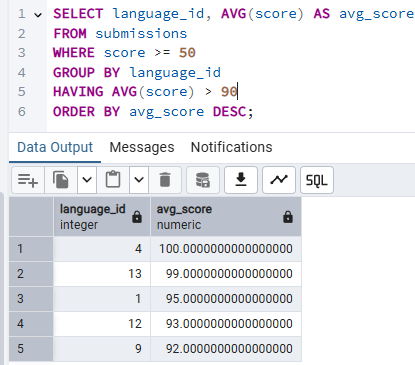 1 SELECT language_id, AVG(score) AS avg_score
2 FROM submissions
3 WHERE score >= 50
4 GROUP BY language_id
5 HAVING AVG(score) > 90
6 ORDER BY avg_score DESC;
Data Output Messages Notifications
SQL
language_id avg_score
integer numeric
1 4 100.0000000000000000
2 13 99.0000000000000000
3 1 95.0000000000000000
4 12 93.0000000000000000
5 9 92.0000000000000000